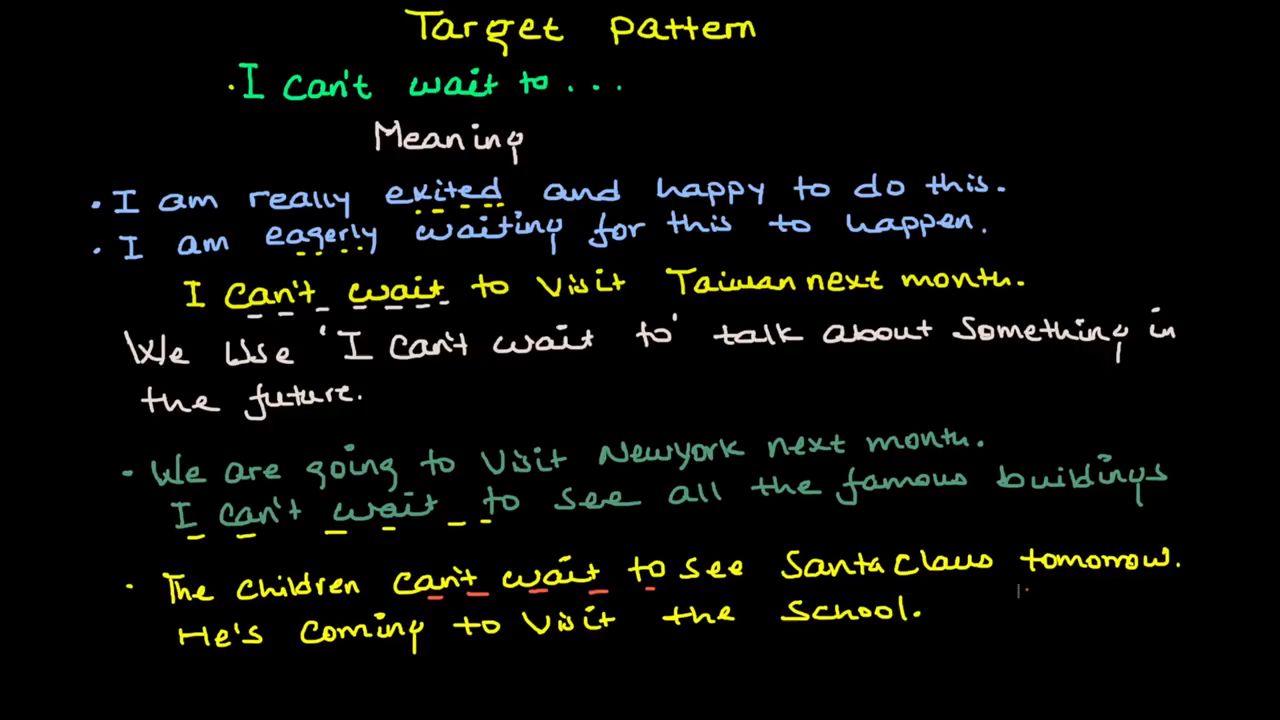 Target pattern
· I can't wait to...
Meaning
· I am really exited and happy to do this.
· I am eagerly waiting for this to happen.
I can't wait to visit Taiwan next month.
We Use 'I can't wait to' talk about something in
the future.
· We are going to visit Newyork next month.
I can't wait to see all the famous buildings
· The children can't wait to see Santa Claus tomorrow.
He's coming to visit the school.